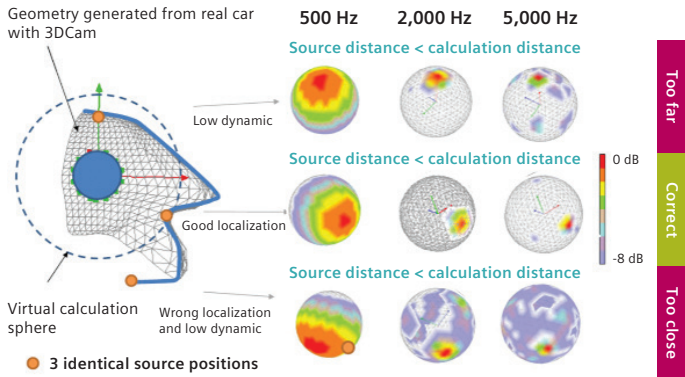 Geometry generated from real car
with 3DCam
500 Hz
2,000 Hz
5,000 Hz
Source distance < calculation distance
Low dynamic
Too far
Source distance < calculation distance
Good localization
Correct
0 dB
-8 dB
Source distance < calculation distance
Wrong localization
and low dynamic
Too close
Virtual calculation
sphere
3 identical source positions